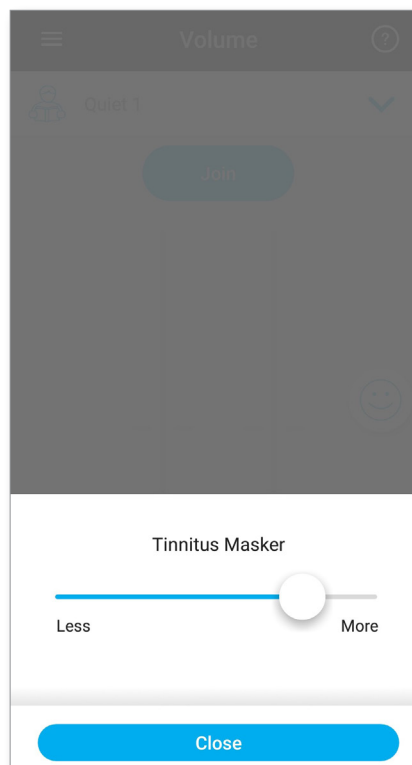 Volume
?
Quiet 1
Join
Tinnitus Masker
Less More
Close